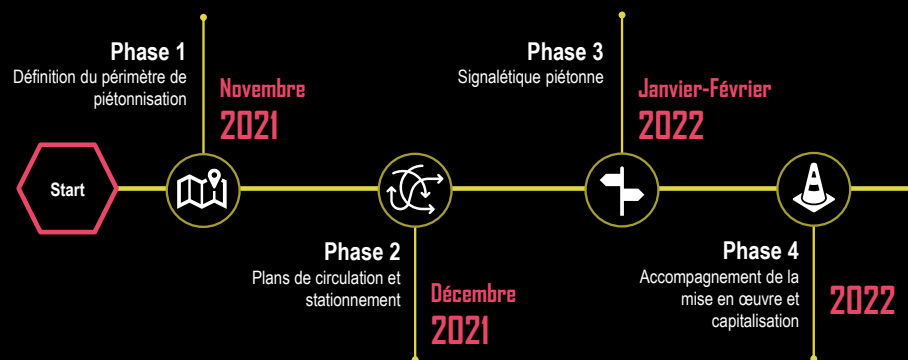 Start
Phase 1
Définition du périmètre de
piétonnisation
Novembre
2021
Phase 2
Plans de circulation et
stationnement
Décembre
2021
Phase 3
Signalétique piétonne
Janvier-Février
2022
Phase 4
Accompagnement de la
mise en œuvre et
capitalisation
2022